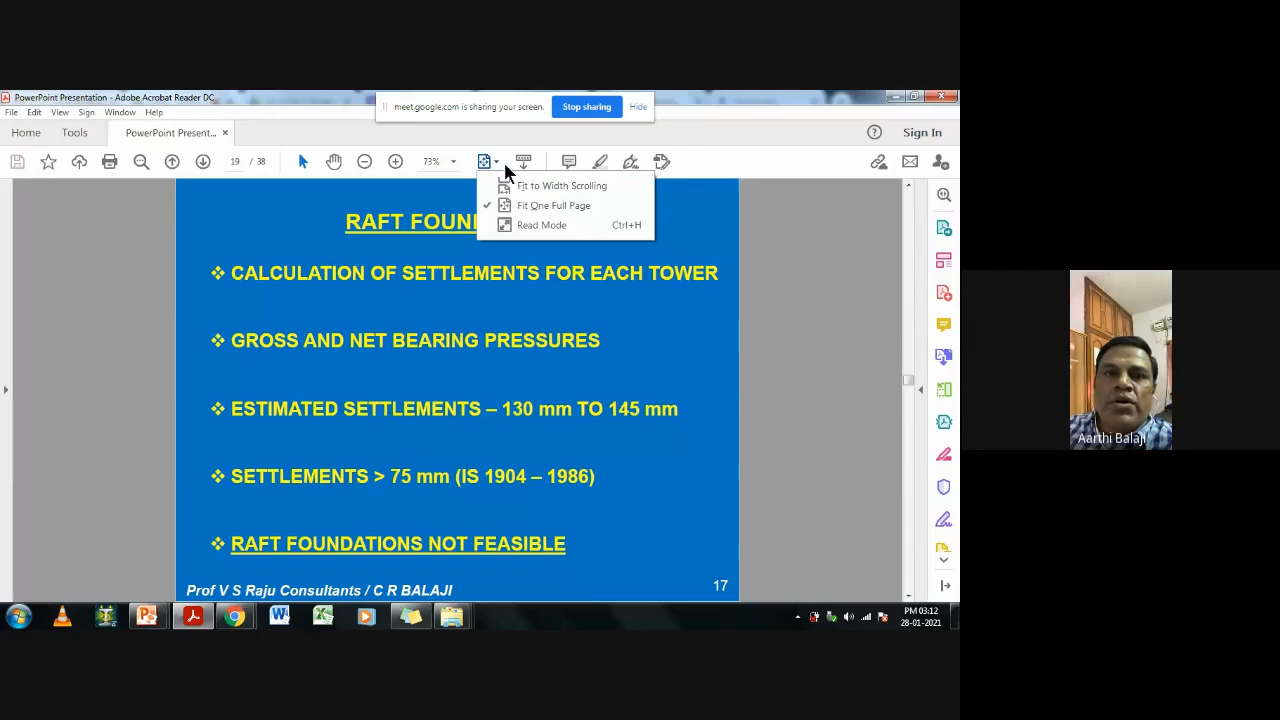 PowerPoint Presentation - Adobe Acrobat Reader DC
meet.google.com is sharing your screen.
Stop sharing
Hide
File Edit View Sign Window Help
Home Tools PowerPoint Present... × Sign In
19 / 38 73%
Fit to Width Scrolling
Fit One Full Page
Read Mode Ctrl+H
RAFT FOUN
❖ CALCULATION OF SETTLEMENTS FOR EACH TOWER
❖ GROSS AND NET BEARING PRESSURES
❖ ESTIMATED SETTLEMENTS – 130 mm TO 145 mm
❖ SETTLEMENTS > 75 mm (IS 1904 – 1986)
❖ RAFT FOUNDATIONS NOT FEASIBLE
Prof V S Raju Consultants / C R BALAJI 17
Aarthi Balaji
PM 03:12
28-01-2021